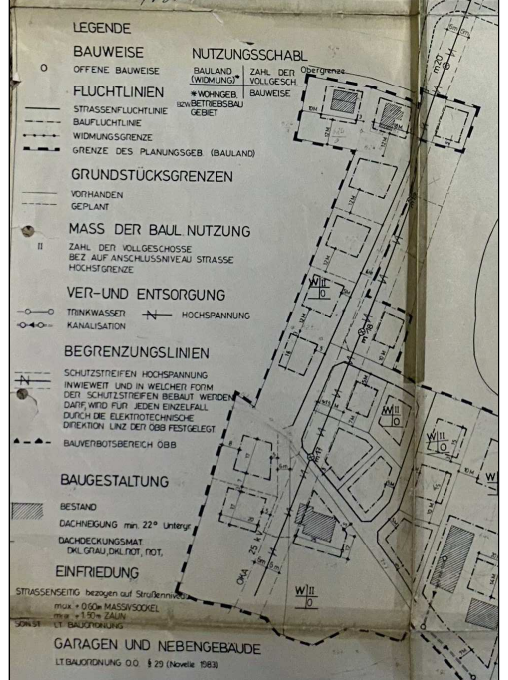 LEGENDE
BAUWEISE
O OFFENE BAUWEISE
NUTZUNGSSCHABL
BAULAND (WIDMUNG)* ZAHL DER VOLLGESCH.
Obergrenze
*WOHNGEB. BZW. BETRIEBSBAU GEBIET BAUWEISE
FLUCHTLINIEN
STRASSENFLUCHTLINIE
BAUFLUCHTLINIE
WIDMUNGSGRENZE
GRENZE DES PLANUNGSGEB. (BAULAND)
GRUNDSTÜCKSGRENZEN
VORHANDEN
GEPLANT
MASS DER BAUL. NUTZUNG
II ZAHL DER VOLLGESCHOSSE
BEZ AUF ANSCHLUSSNIVEAU STRASSE
HÖCHSTGRENZE
VER-UND ENTSORGUNG
TRINKWASSER
HOCHSPANNUNG
KANALISATION
BEGRENZUNGSLINIEN
SCHUTZSTREIFEN HOCHSPANNUNG
INWIEWEIT UND IN WELCHER FORM
DER SCHUTZSTREIFEN BEBAUT WERDEN
DARF, WIRD FÜR JEDEN EINZELFALL
DURCH DIE ELEKTROTECHNISCHE
DIREKTION LINZ DER ÖBB FESTGELEGT
BAUVERBOTSBEREICH ÖBB
BAUGESTALTUNG
BESTAND
DACHNEIGUNG min. 22° Untergr.
DACHDECKUNGSMAT.
DKL.GRAU, DKL.ROT, ROT,
EINFRIEDUNG
STRASSENSEITIG bezogen auf Straßenniveau
max. + 0.60m MASSIVSOCKEL
max. + 1.50m ZAUN
SONST LT. BAUORDNUNG
GARAGEN UND NEBENGEBÄUDE
LT. BAUORDNUNG O.Ö. § 29 (Novelle 1983)
W II
O
W II
O
W II
O
W
OKA 25 kV